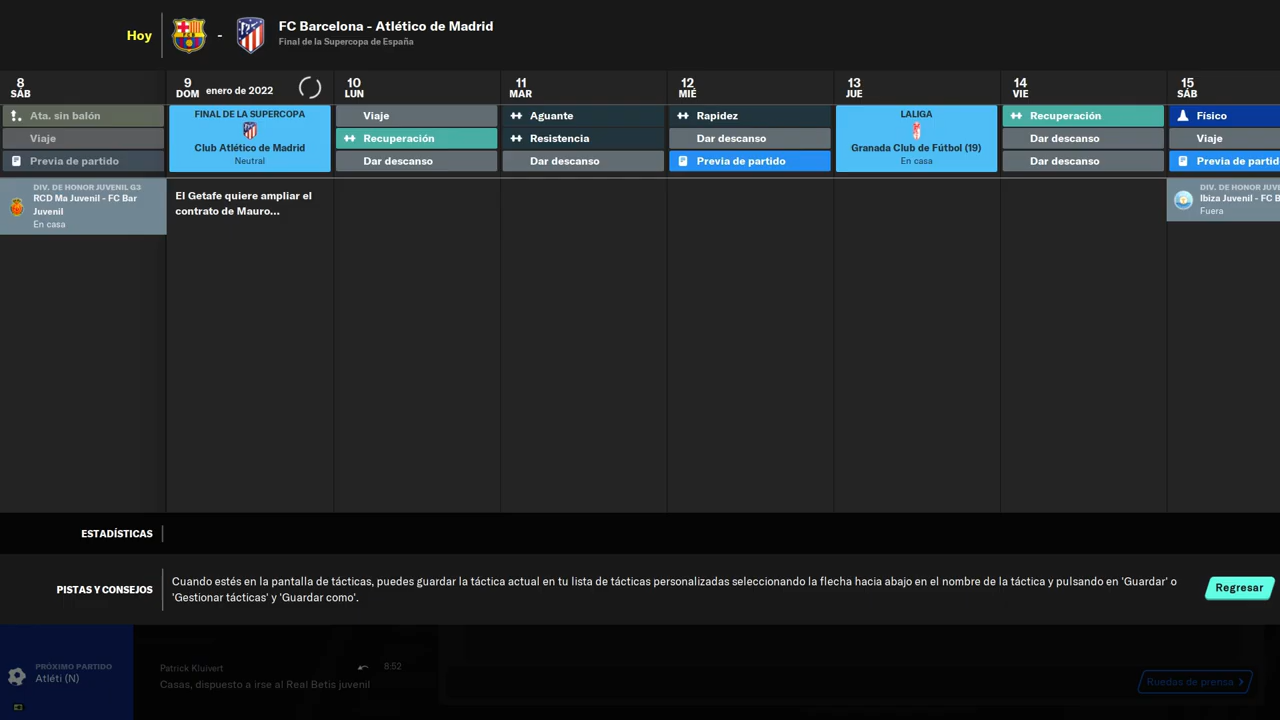 Hoy
-
FC Barcelona - Atlético de Madrid
Final de la Supercopa de España
8
SÁB
9
DOM
enero de 2022
10
LUN
11
MAR
12
MIÉ
13
JUE
14
VIE
15
SÁB
Ata. sin balón
Viaje
Previa de partido
FINAL DE LA SUPERCOPA
Club Atlético de Madrid
Neutral
Viaje
Recuperación
Dar descanso
Aguante
Resistencia
Dar descanso
Rapidez
Dar descanso
Previa de partido
LALIGA
Granada Club de Fútbol (19)
En casa
Recuperación
Dar descanso
Dar descanso
Físico
Viaje
Previa de partid
DIV. DE HONOR JUVENIL G3
RCD Ma Juvenil - FC Bar
Juvenil
En casa
El Getafe quiere ampliar el
contrato de Mauro...
DIV. DE HONOR JUVE
Ibiza Juvenil - FC B
Fuera
ESTADÍSTICAS
PISTAS Y CONSEJOS
Cuando estés en la pantalla de tácticas, puedes guardar la táctica actual en tu lista de tácticas personalizadas seleccionando la flecha hacia abajo en el nombre de la táctica y pulsando en 'Guardar' o
'Gestionar tácticas' y 'Guardar como'.
Regresar
PRÓXIMO PARTIDO
Atléti (N)
Patrick Kluivert
8:52
Casas, dispuesto a irse al Real Betis juvenil
Ruedas de prensa